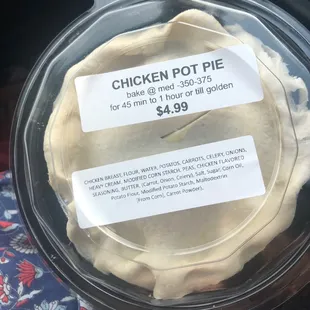 CHICKEN POT PIE
bake @ med -350-375
for 45 min to 1 hour or till golden
$4.99
CHICKEN BREAST, FLOUR, WATER, POTATOS, CARROTS, CELERY, ONIONS,
HEAVY CREAM. MODIFIED CORN STARCH, PEAS, CHICKEN FLAVORED
SEASONING, BUTTER, (Carrot, Onion, Celery), Salt, Sugar, Corn Oil,
Potato Flour, Modified Potato Starch, Maltodextrin
(From Corn), Carrot Powder).